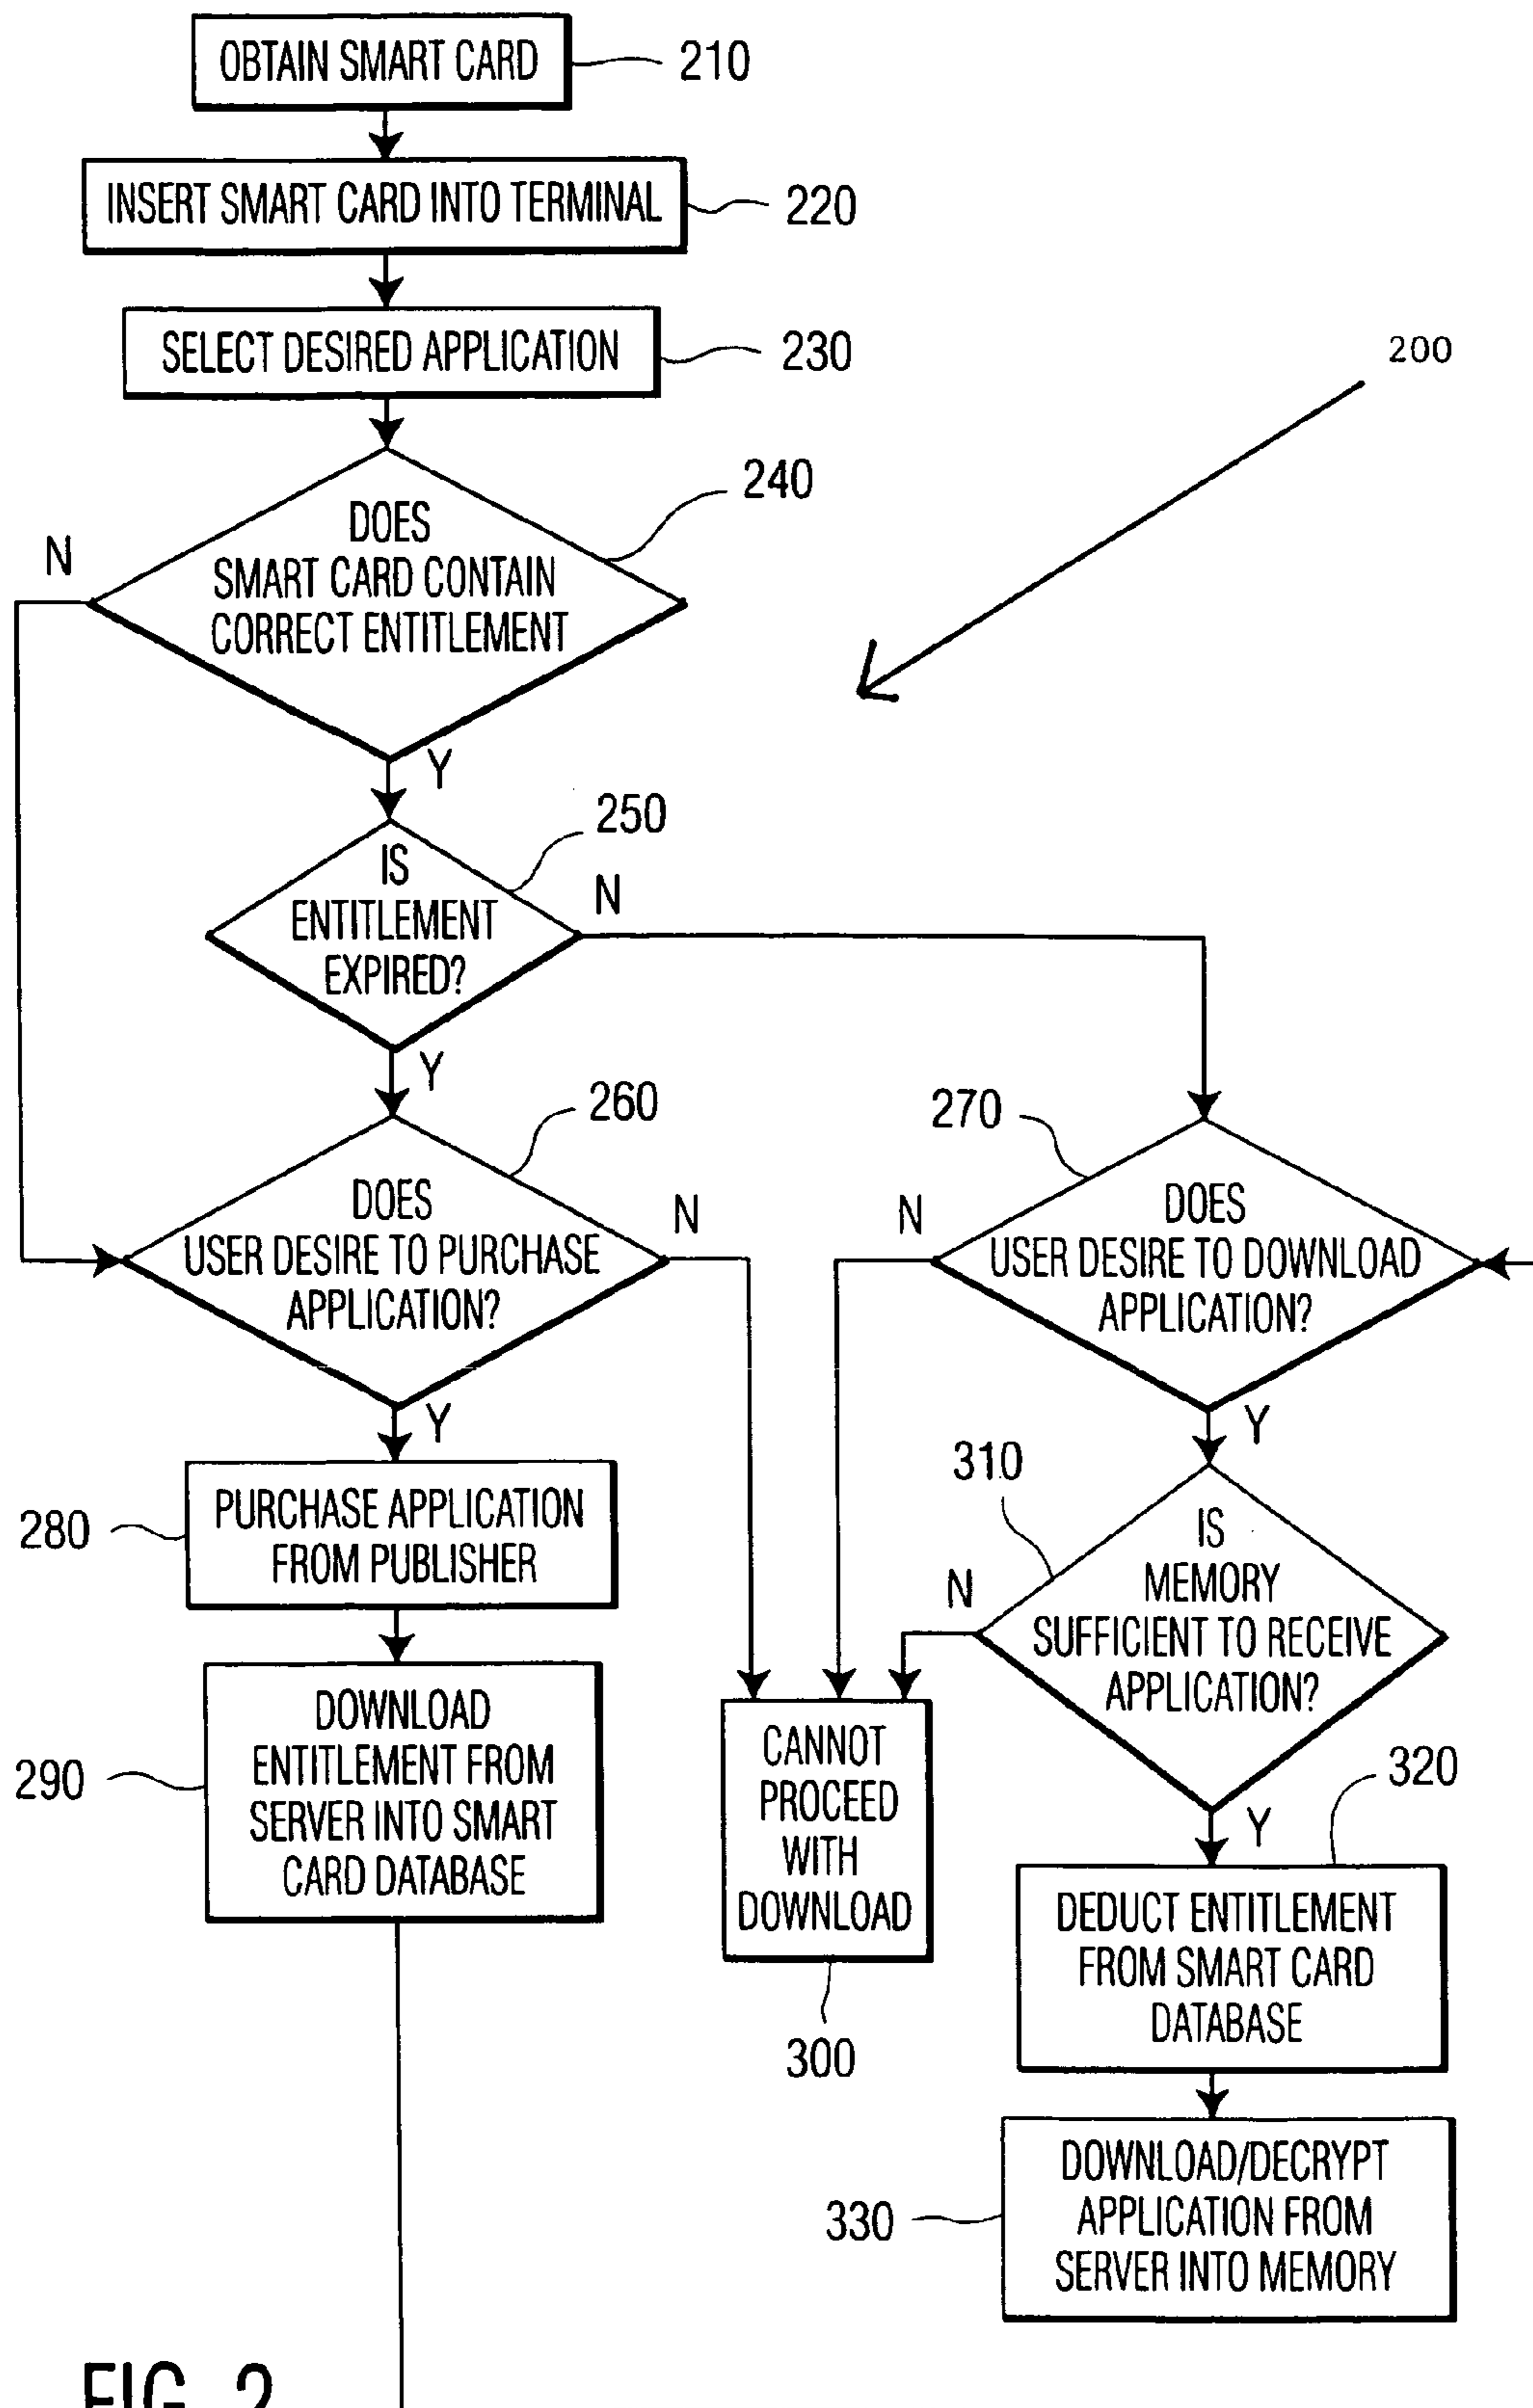 OBTAIN SMART CARD
210
INSERT SMART CARD INTO TERMINAL
220
SELECT DESIRED APPLICATION
230
200
240
DOES
SMART CARD CONTAIN
CORRECT ENTITLEMENT
N
Y
250
IS
ENTITLEMENT
EXPIRED?
N
Y
260
DOES
USER DESIRE TO PURCHASE
APPLICATION?
N
Y
270
DOES
USER DESIRE TO DOWNLOAD
APPLICATION?
N
Y
280
PURCHASE APPLICATION
FROM PUBLISHER
310
IS
MEMORY
SUFFICIENT TO RECEIVE
APPLICATION?
N
Y
290
DOWNLOAD
ENTITLEMENT FROM
SERVER INTO SMART
CARD DATABASE
CANNOT
PROCEED
WITH
DOWNLOAD
300
320
DEDUCT ENTITLEMENT
FROM SMART CARD
DATABASE
330
DOWNLOAD/DECRYPT
APPLICATION FROM
SERVER INTO MEMORY
FIG. 2